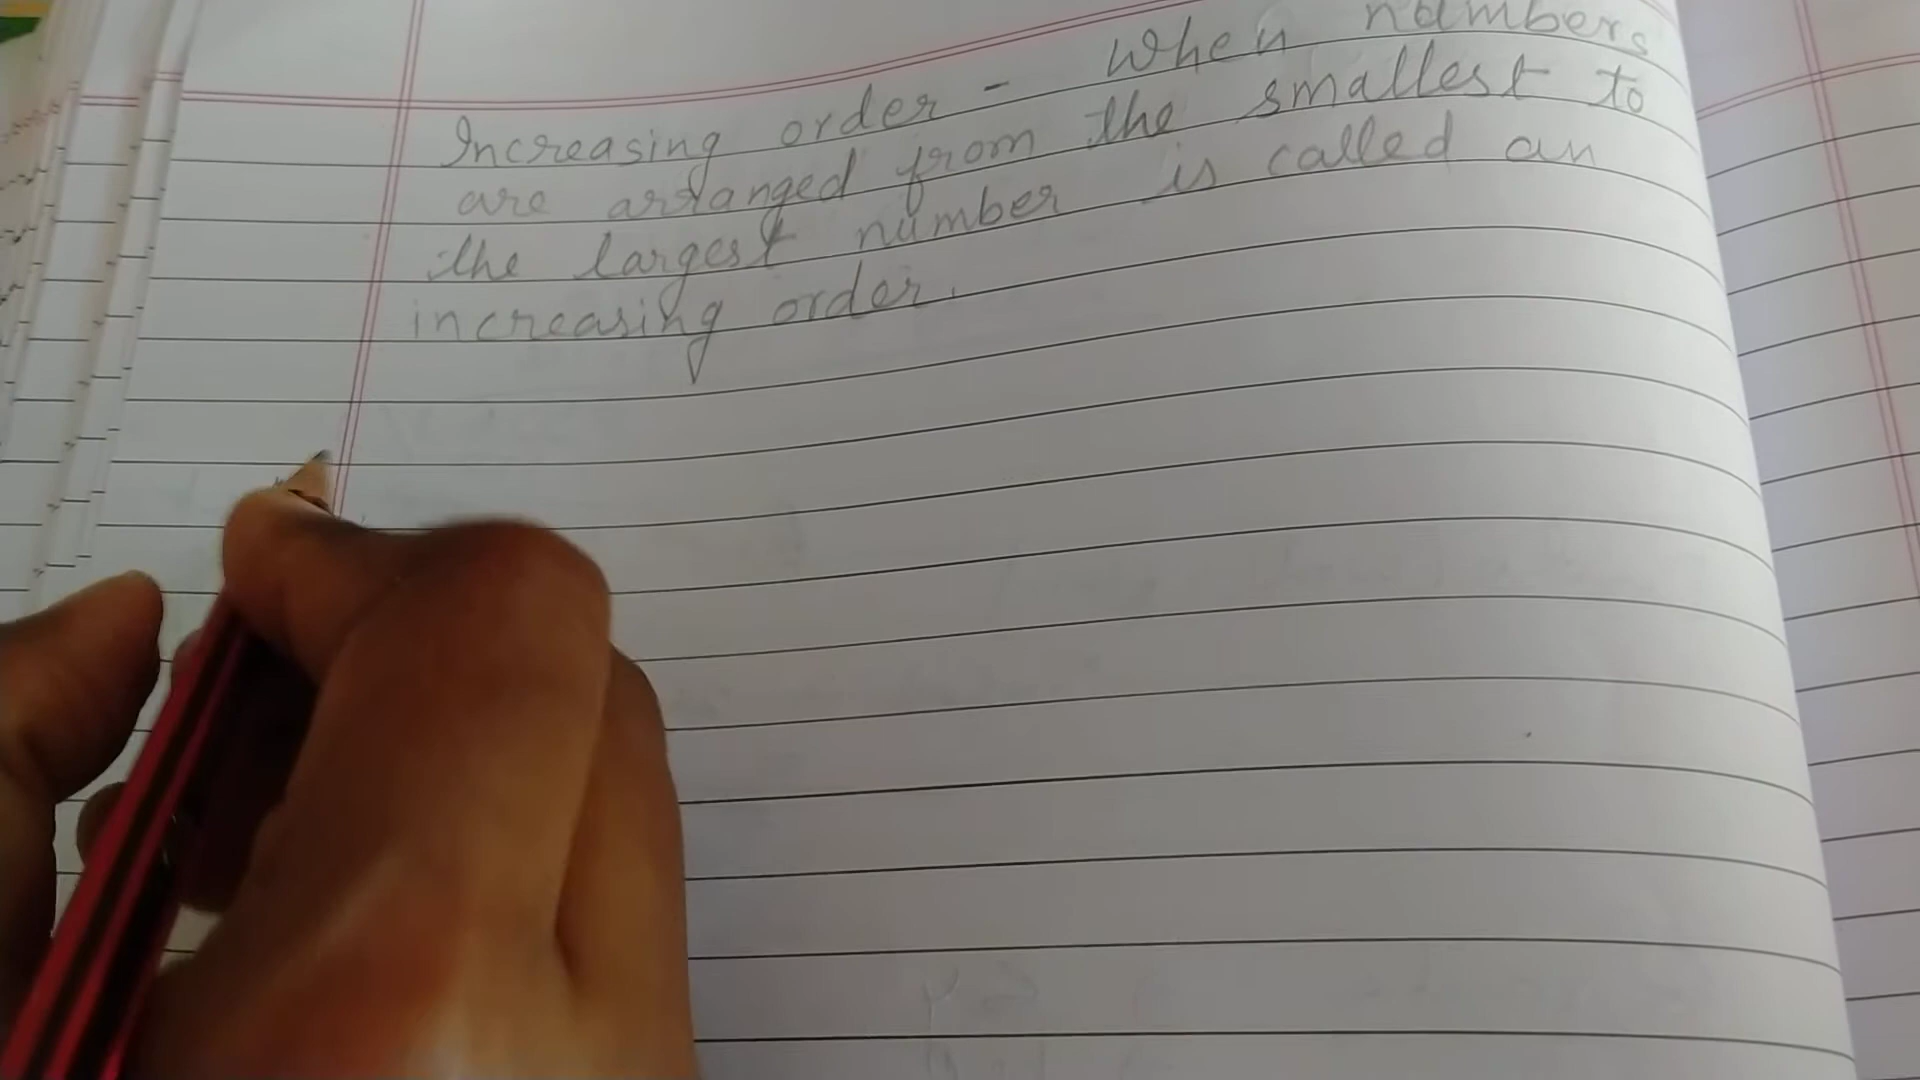 Increasing order - When numbers
are arranged from the smallest to
the largest number is called an
increasing order.